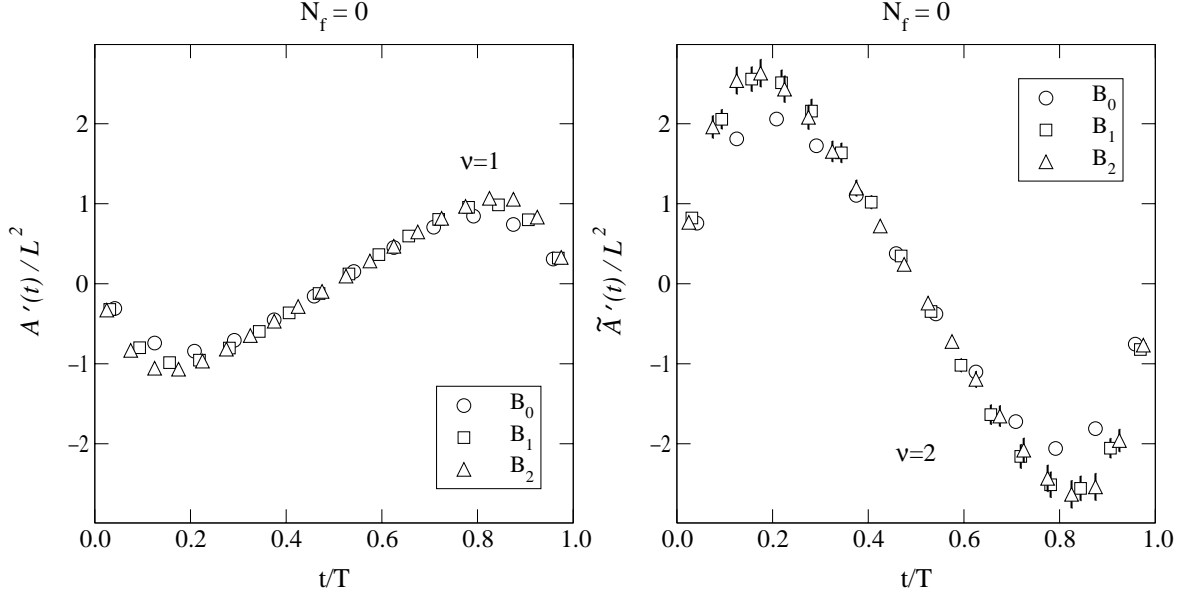 N_f = 0
A ′(t) / L^2
2
1
0
−1
−2
ν=1
B_0
B_1
B_2
0.0 0.2 0.4 0.6 0.8 1.0
t/T
N_f = 0
Ã ′(t) / L^2
2
1
0
−1
−2
B_0
B_1
B_2
ν=2
0.0 0.2 0.4 0.6 0.8 1.0
t/T